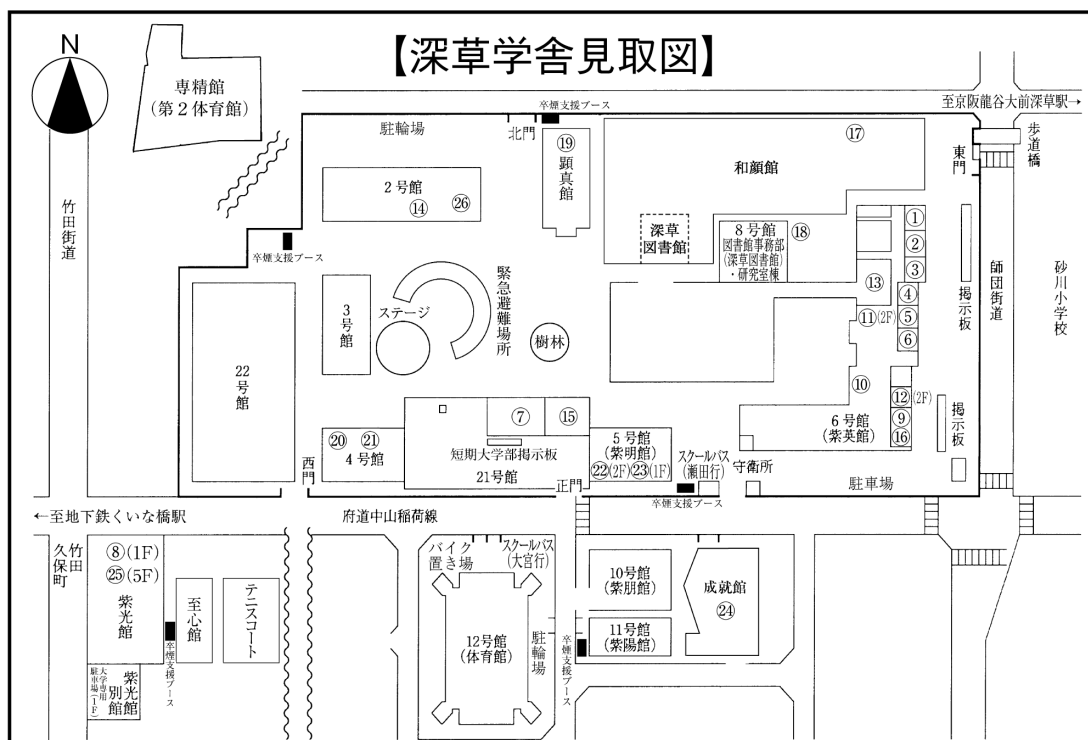 【深草学舎見取図】
N
専精館
(第2体育館)
卒煙支援ブース
至京阪龍谷大前深草駅→
駐輪場
北門
⑲
顕真館
⑰
和顔館
東門
歩道橋
竹田街道
2号館
⑭
㉖
深草
図書館
8号館
図書館事務部
(深草図書館)
・研究室棟
⑱
①
②
③
④
⑤
⑥
⑬
⑪(2F)
掲示板
師団街道
砂川小学校
卒煙支援ブース
3号館
ステージ
緊急避難場所
樹林
22号館
⑩
⑫(2F)
⑨
⑯
6号館
(紫英館)
掲示板
⑦
⑮
⑳
㉑
4号館
短期大学部掲示板
21号館
5号館
(紫明館)
㉒(2F)㉓(1F)
スクールバス
(瀬田行)
守衛所
駐車場
西門
正門
卒煙支援ブース
←至地下鉄くいな橋駅
府道中山稲荷線
竹田
久保町
⑧(1F)
㉕(5F)
紫光館
至心館
テニスコート
卒煙支援ブース
バイク
置き場
スクールバス
(大宮行)
12号館
(体育館)
駐輪場
卒煙支援ブース
10号館
(紫朋館)
11号館
(紫陽館)
成就館
㉔
紫光館
別館
大学専用
駐車場(1F)